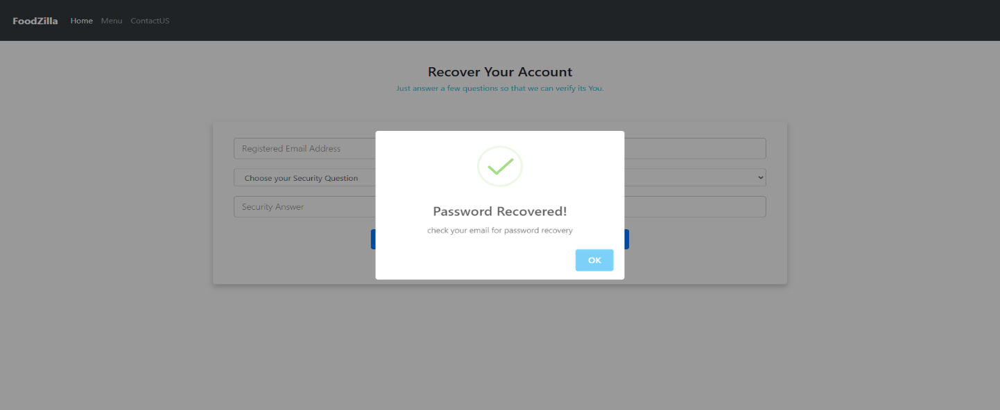 FoodZilla Home Menu ContactUS
Recover Your Account
Just answer a few questions so that we can verify its You.
Registered Email Address
Choose your Security Question
Security Answer
Password Recovered!
check your email for password recovery
OK